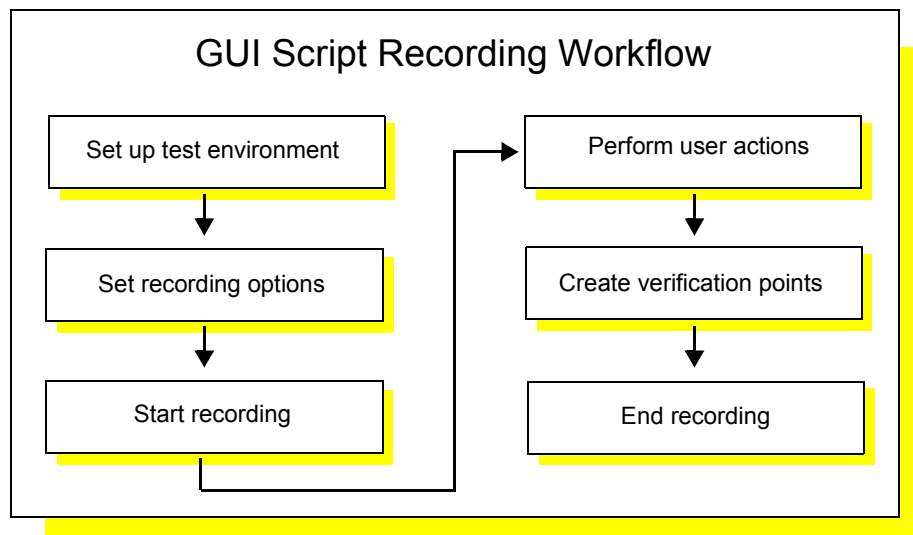 GUI Script Recording Workflow
Set up test environment
Set recording options
Start recording
Perform user actions
Create verification points
End recording